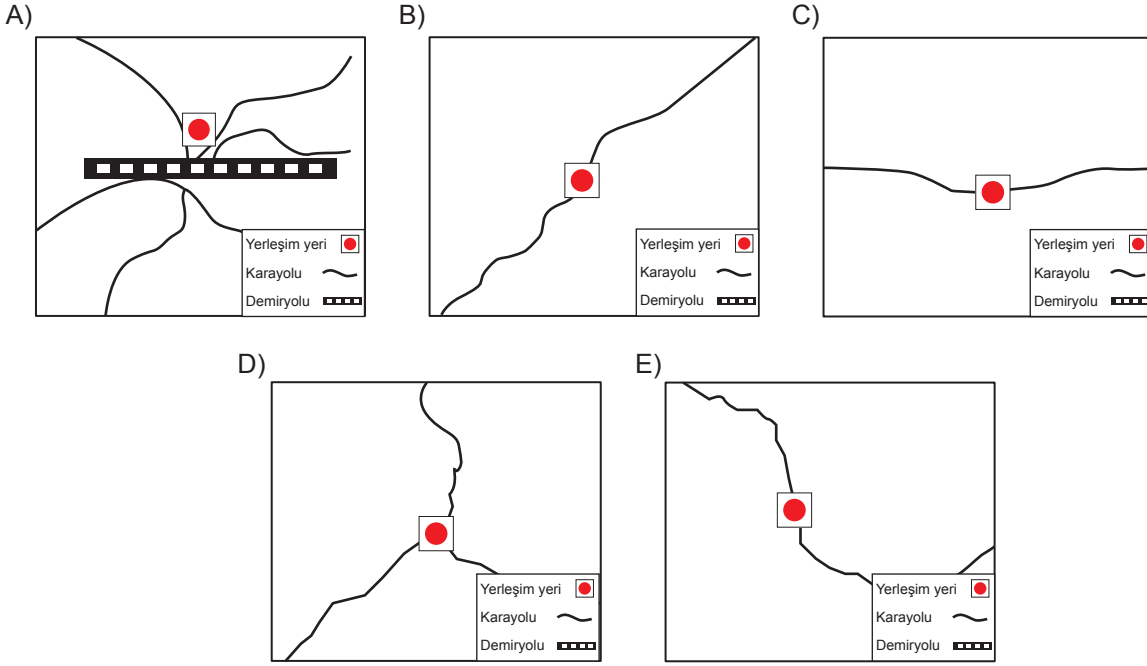 A)
Yerleşim yeri
Karayolu
Demiryolu
B)
Yerleşim yeri
Karayolu
Demiryolu
C)
Yerleşim yeri
Karayolu
Demiryolu
D)
Yerleşim yeri
Karayolu
Demiryolu
E)
Yerleşim yeri
Karayolu
Demiryolu